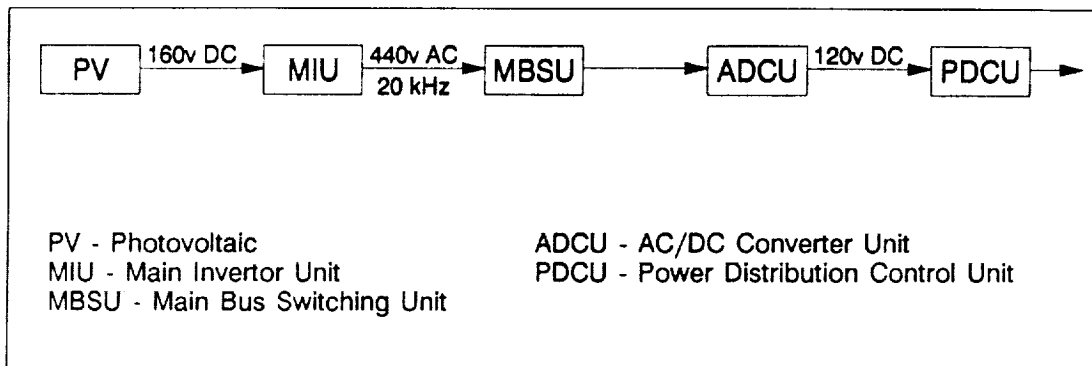 PV 160v DC MIU 440v AC 20 kHz MBSU ADCU 120v DC PDCU
PV - Photovoltaic
MIU - Main Invertor Unit
MBSU - Main Bus Switching Unit
ADCU - AC/DC Converter Unit
PDCU - Power Distribution Control Unit